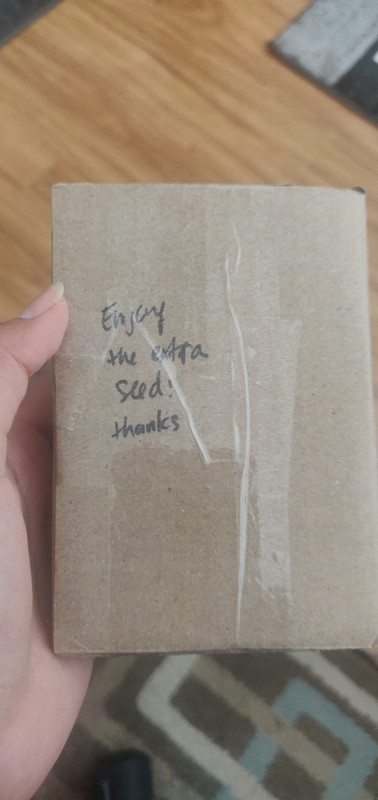 Enjoy
the extra
seed!
thanks